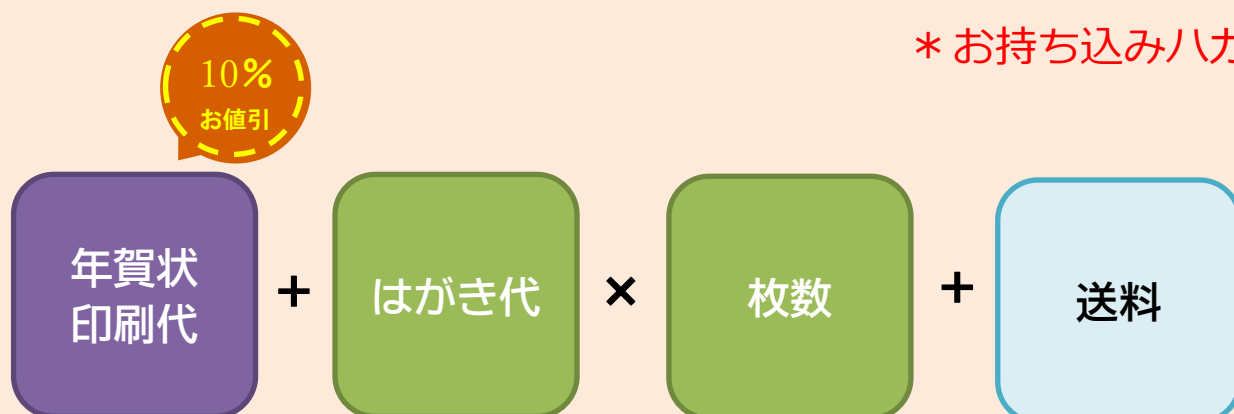 ＊お持ち込みハガ
10%
お値引
年賀状
印刷代
+
はがき代
×
枚数
+
送料